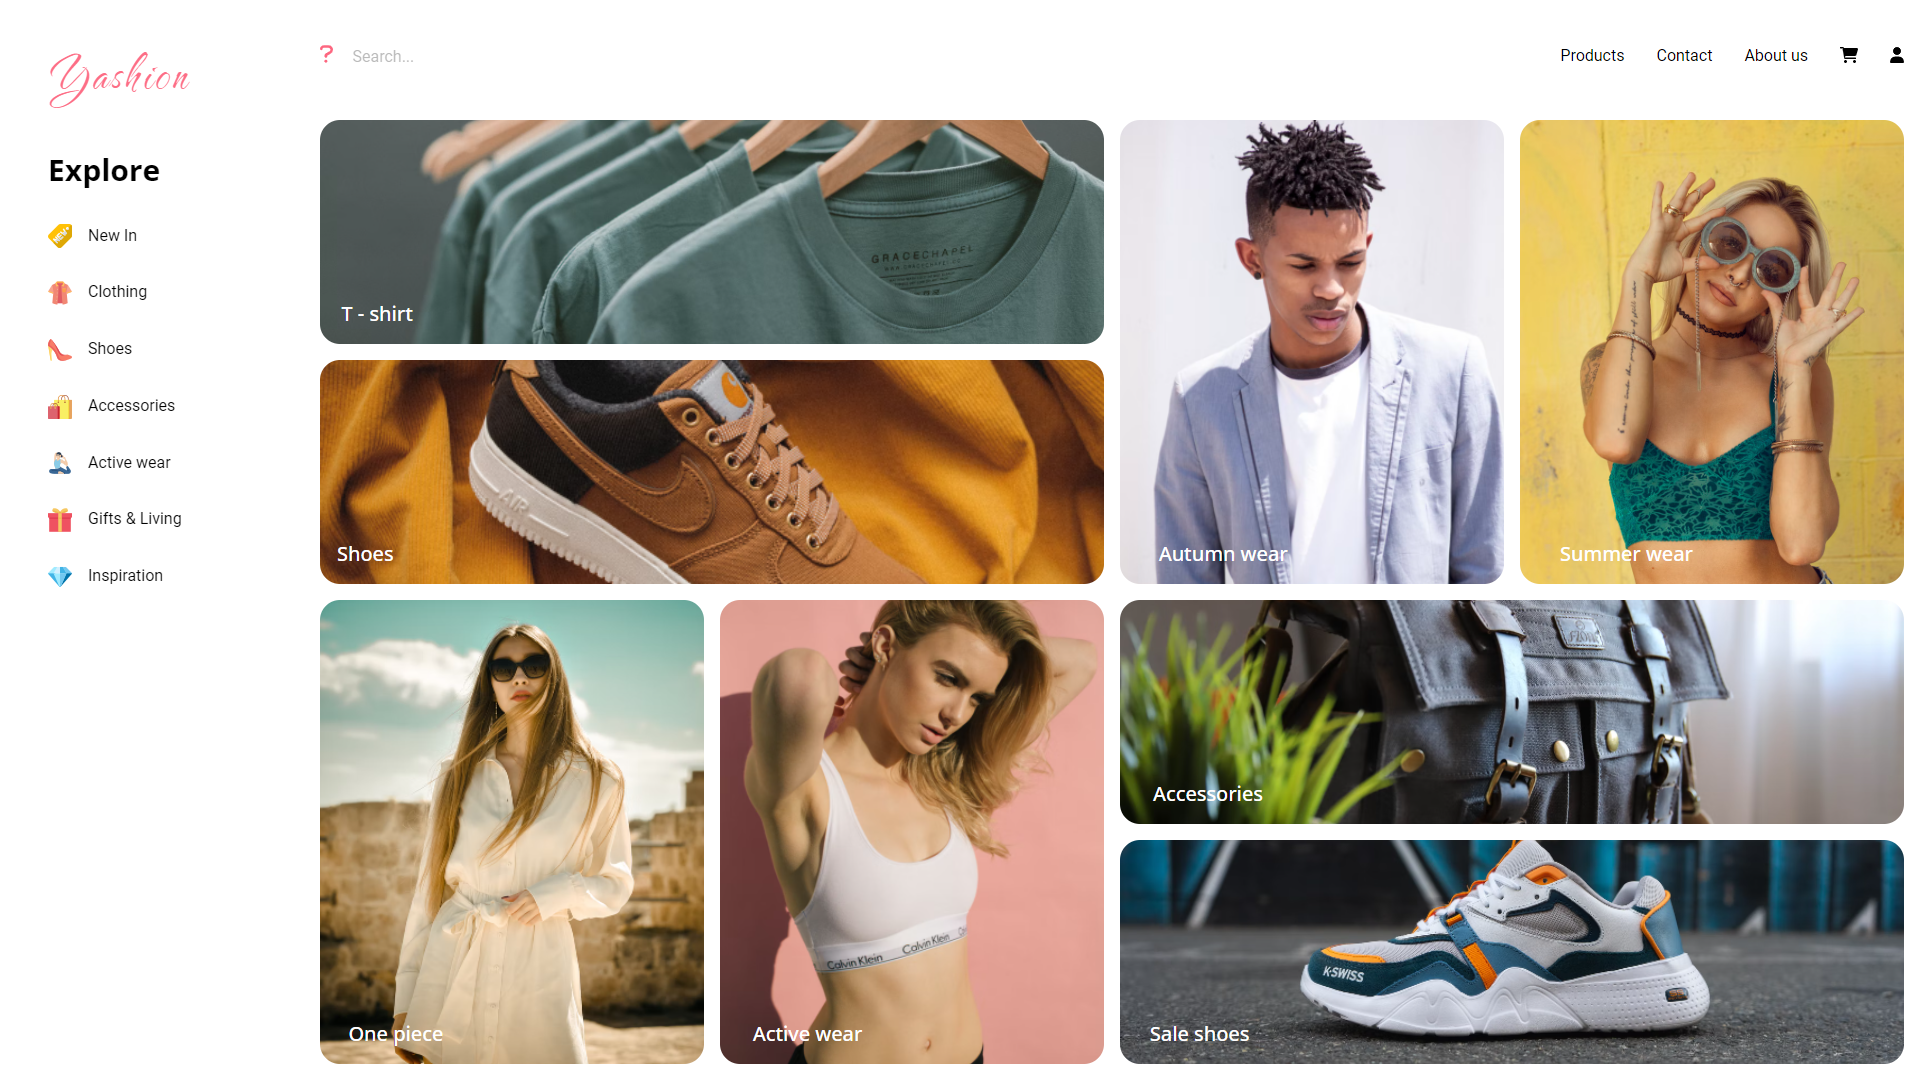 Yashion
? Search...
Products Contact About us
Explore
New In
Clothing
Shoes
Accessories
Active wear
Gifts & Living
Inspiration
GRACECHAPEL
T - shirt
AIR
Shoes
Autumn wear
Summer wear
Calvin Klein Calvin Klein
One piece
Active wear
Accessories
K·SWISS
Sale shoes